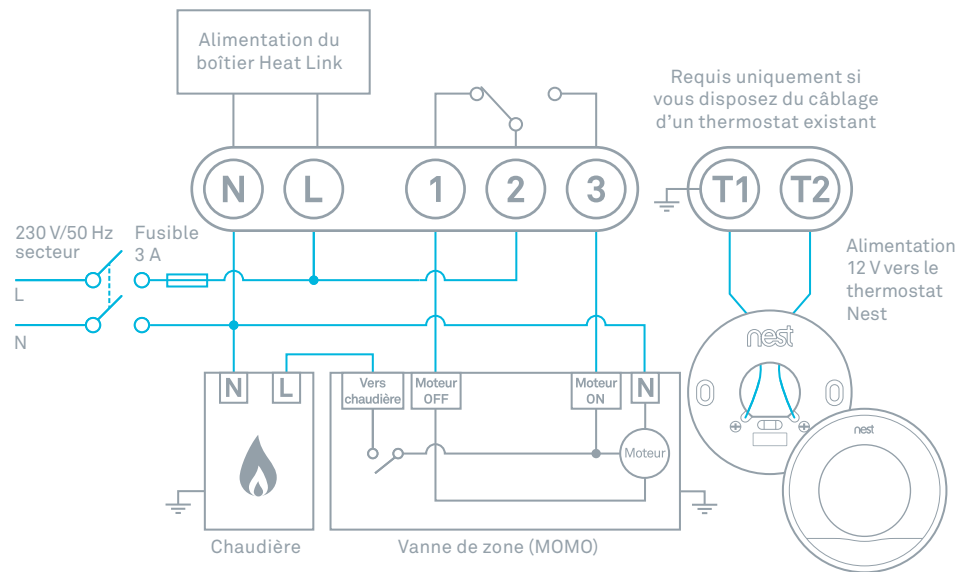 Alimentation du
boîtier Heat Link
Requis uniquement si
vous disposez du câblage
d'un thermostat existant
N
L
1
2
3
T1
T2
230 V/50 Hz
secteur
Fusible
3 A
L
N
Alimentation
12 V vers le
thermostat
Nest
nest
N
L
Vers
chaudière
Moteur
OFF
Moteur
ON
N
nest
Moteur
Chaudière
Vanne de zone (MOMO)